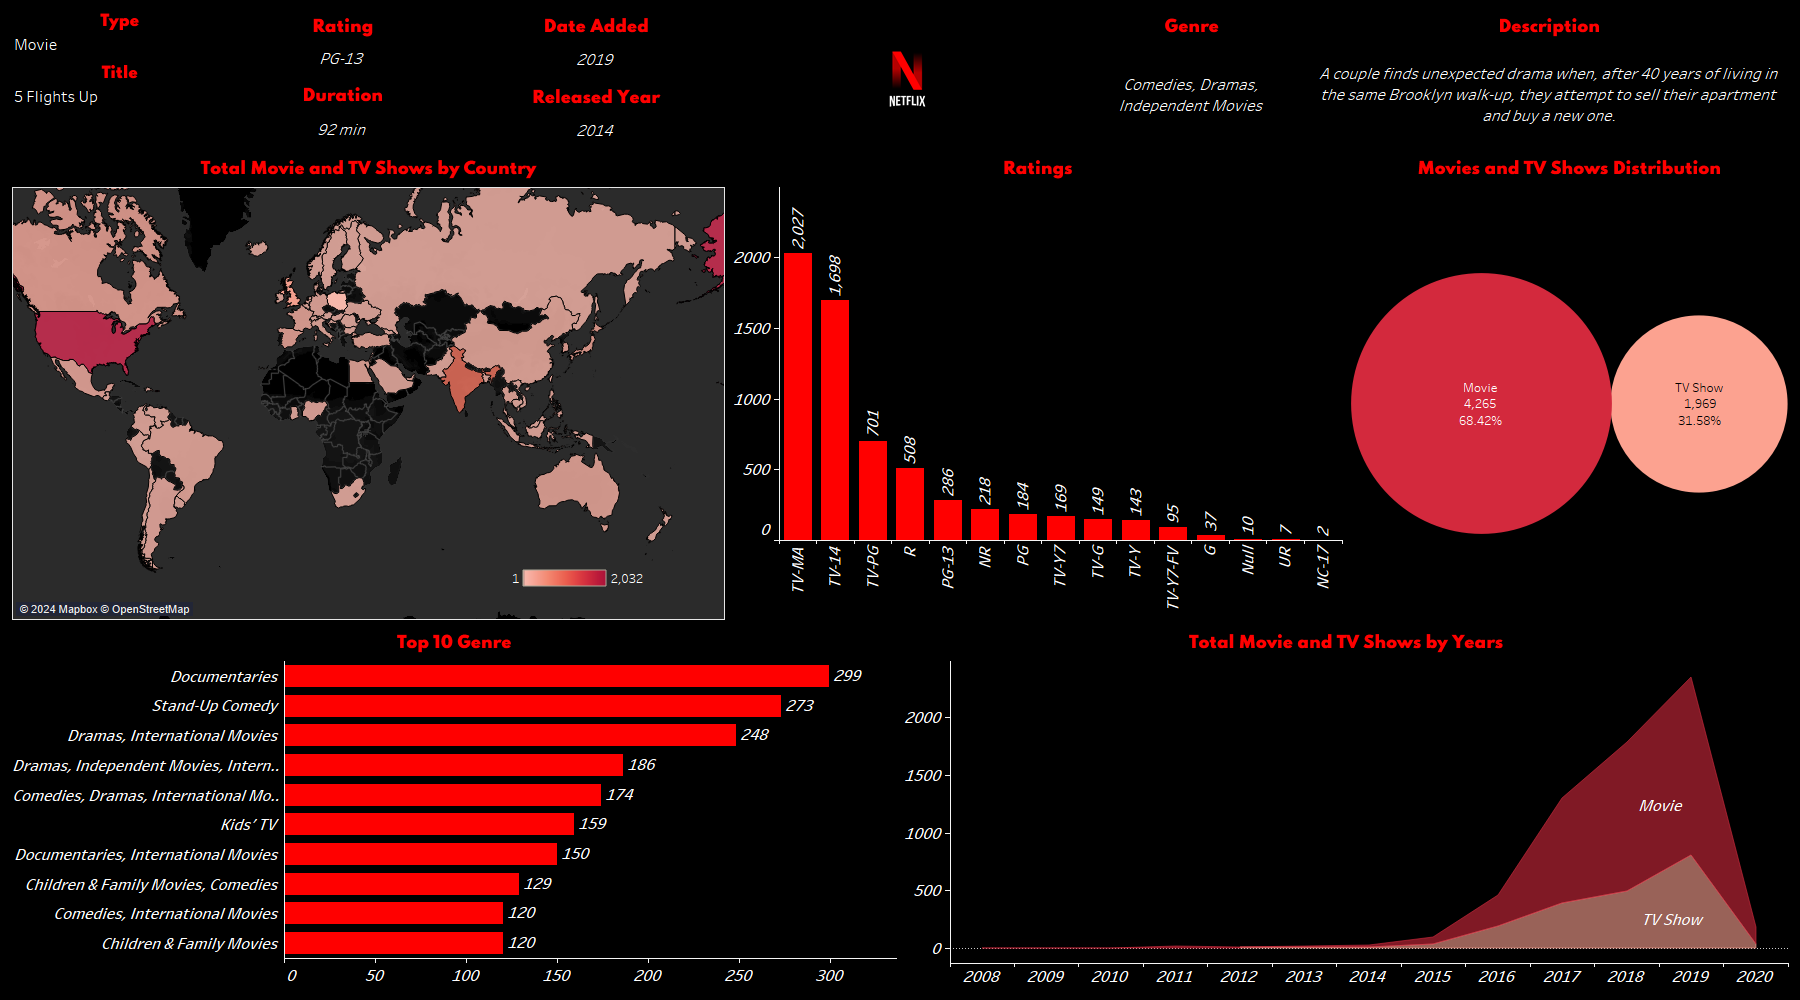 Type
Movie
Title
5 Flights Up
Rating
PG-13
Duration
92 min
Date Added
2019
Released Year
2014
NETFLIX
Genre
Comedies, Dramas,
Independent Movies
Description
A couple finds unexpected drama when, after 40 years of living in
the same Brooklyn walk-up, they attempt to sell their apartment
and buy a new one.
Total Movie and TV Shows by Country
1
2,032
© 2024 Mapbox © OpenStreetMap
Ratings
2000
1500
1000
500
0
2,027
1,698
701
508
286
218
184
169
149
143
95
37
10
7
2
TV-MA
TV-14
TV-PG
R
PG-13
NR
PG
TV-Y7
TV-G
TV-Y
TV-Y7-FV
G
Null
UR
NC-17
Movies and TV Shows Distribution
Movie
4,265
68.42%
TV Show
1,969
31.58%
Top 10 Genre
Documentaries 299
Stand-Up Comedy 273
Dramas, International Movies 248
Dramas, Independent Movies, Intern.. 186
Comedies, Dramas, International Mo.. 174
Kids' TV 159
Documentaries, International Movies 150
Children & Family Movies, Comedies 129
Comedies, International Movies 120
Children & Family Movies 120
0 50 100 150 200 250 300
Total Movie and TV Shows by Years
2000
1500
1000
500
0
Movie
TV Show
2008 2009 2010 2011 2012 2013 2014 2015 2016 2017 2018 2019 2020